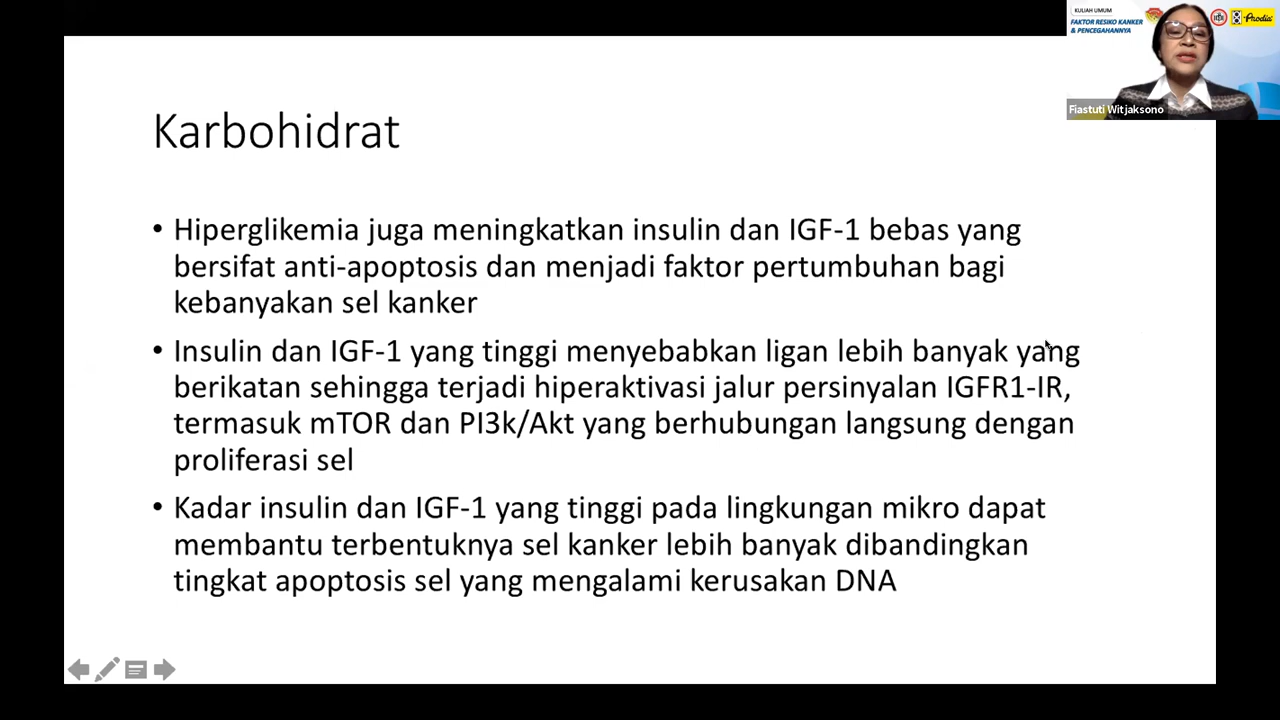 KULIAH UMUM
FAKTOR RESIKO KANKER
& PENCEGAHANNYA
Prodia
Fiastuti Witjaksono
Karbohidrat
• Hiperglikemia juga meningkatkan insulin dan IGF-1 bebas yang
bersifat anti-apoptosis dan menjadi faktor pertumbuhan bagi
kebanyakan sel kanker
• Insulin dan IGF-1 yang tinggi menyebabkan ligan lebih banyak yang
berikatan sehingga terjadi hiperaktivasi jalur persinyalan IGFR1-IR,
termasuk mTOR dan PI3k/Akt yang berhubungan langsung dengan
proliferasi sel
• Kadar insulin dan IGF-1 yang tinggi pada lingkungan mikro dapat
membantu terbentuknya sel kanker lebih banyak dibandingkan
tingkat apoptosis sel yang mengalami kerusakan DNA